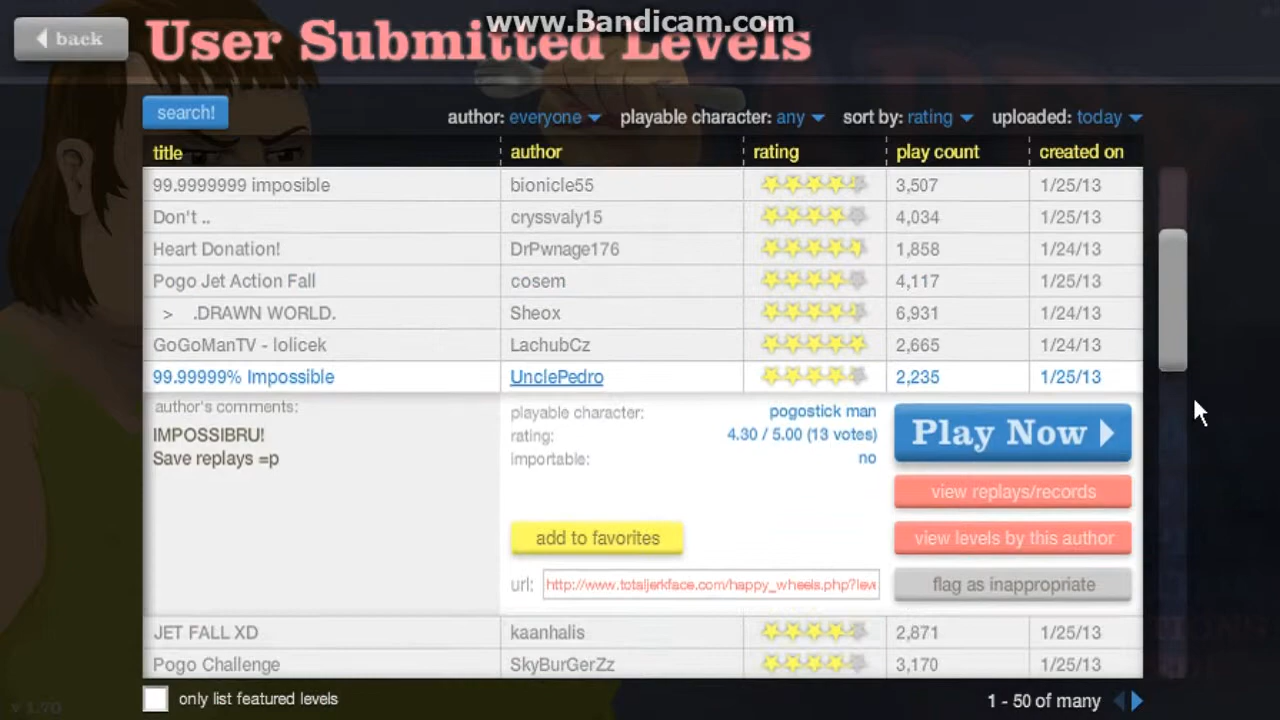 www.Bandicam.com
back
User Submitted Levels
search!
author: everyone playable character: any sort by: rating uploaded: today
title author rating play count created on
99.9999999 imposible bionicle55 3,507 1/25/13
Don't .. cryssvaly15 4,034 1/25/13
Heart Donation! DrPwnage176 1,858 1/24/13
Pogo Jet Action Fall cosem 4,117 1/25/13
> .DRAWN WORLD. Sheox 6,931 1/24/13
GoGoManTV - lolicek LachubCz 2,665 1/24/13
99.99999% Impossible UnclePedro 2,235 1/25/13
author's comments:
IMPOSSIBRU!
Save replays =p
playable character: pogostick man
rating: 4.30 / 5.00 (13 votes)
importable: no
add to favorites
url: http://www.totaljerkface.com/happy_wheels.php?leve
Play Now
view replays/records
view levels by this author
flag as inappropriate
JET FALL XD kaanhalis 2,871 1/25/13
Pogo Challenge SkyBurGerZz 3,170 1/25/13
only list featured levels
1 - 50 of many
v 1.70